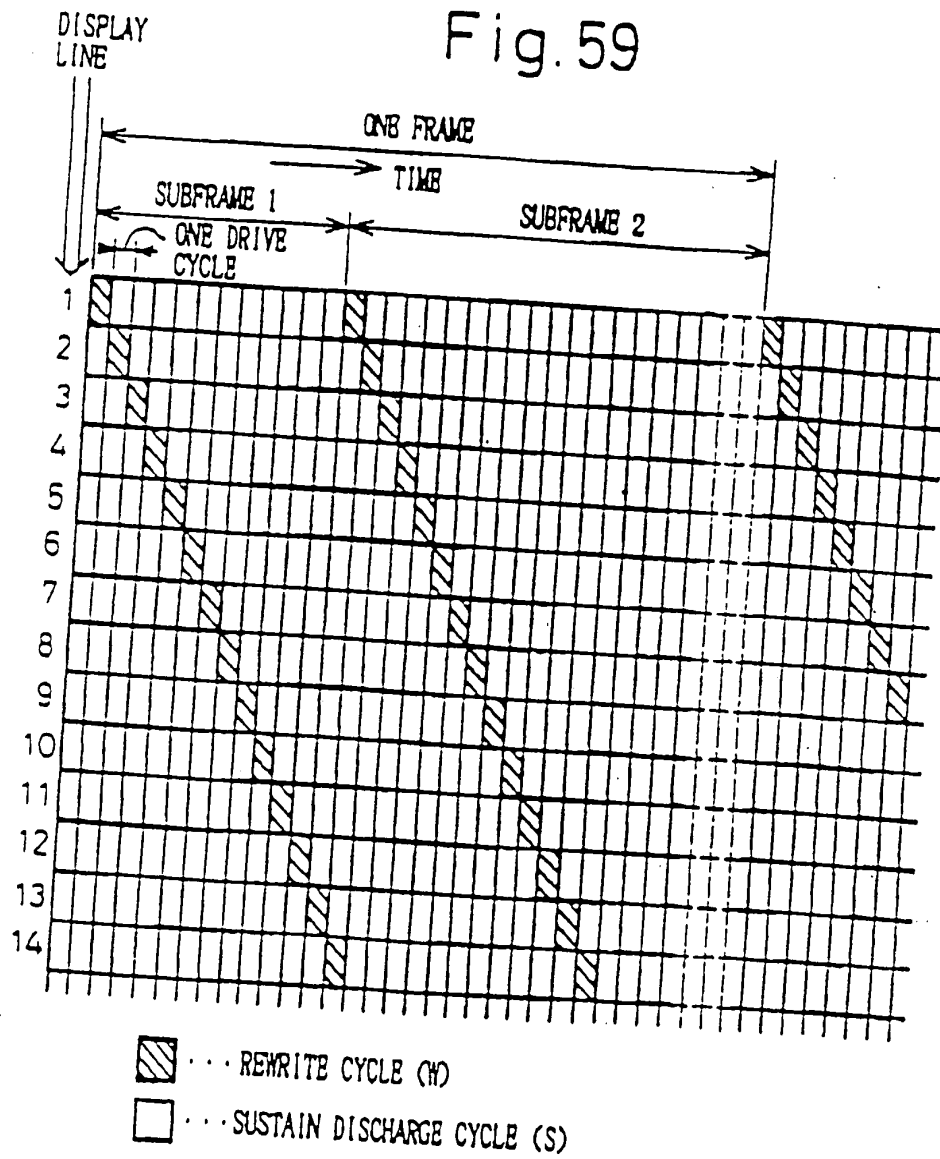 Fig. 59
DISPLAY
LINE
ONE FRAME
TIME
SUBFRAME 1
SUBFRAME 2
ONE DRIVE
CYCLE
1
2
3
4
5
6
7
8
9
10
11
12
13
14
··· REWRITE CYCLE (W)
··· SUSTAIN DISCHARGE CYCLE (S)